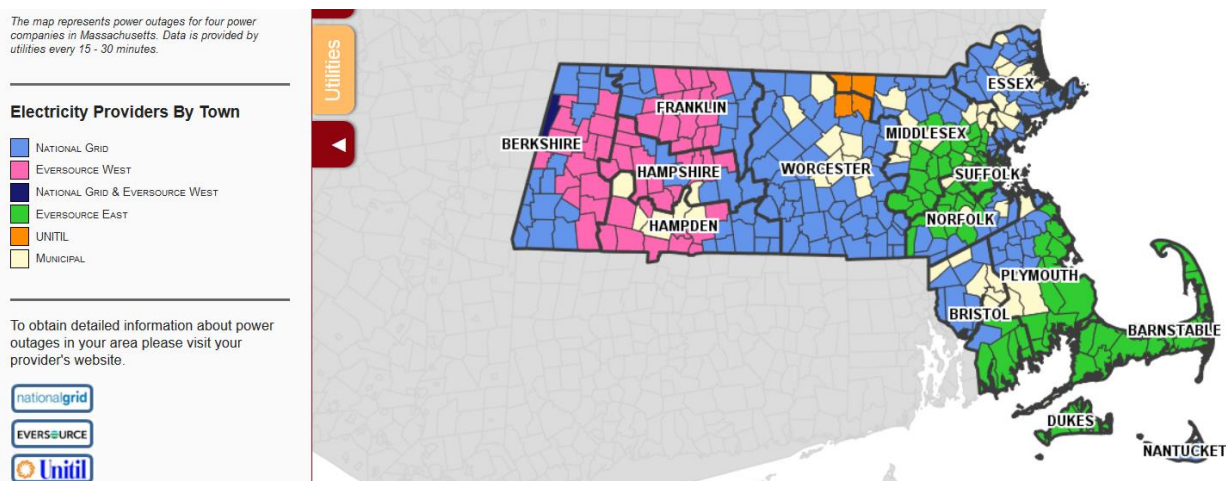 The map represents power outages for four power
companies in Massachusetts. Data is provided by
utilities every 15 - 30 minutes.
Electricity Providers By Town
NATIONAL GRID
EVERSOURCE WEST
NATIONAL GRID & EVERSOURCE WEST
EVERSOURCE EAST
UNITIL
MUNICIPAL
To obtain detailed information about power
outages in your area please visit your
provider's website.
nationalgrid
EVERSOURCE
Unitil
Utilities
ESSEX
FRANKLIN
MIDDLESEX
BERKSHIRE
HAMPSHIRE
WORCESTER
SUFFOLK
NORFOLK
HAMPDEN
PLYMOUTH
BRISTOL
BARNSTABLE
DUKES
NANTUCKET